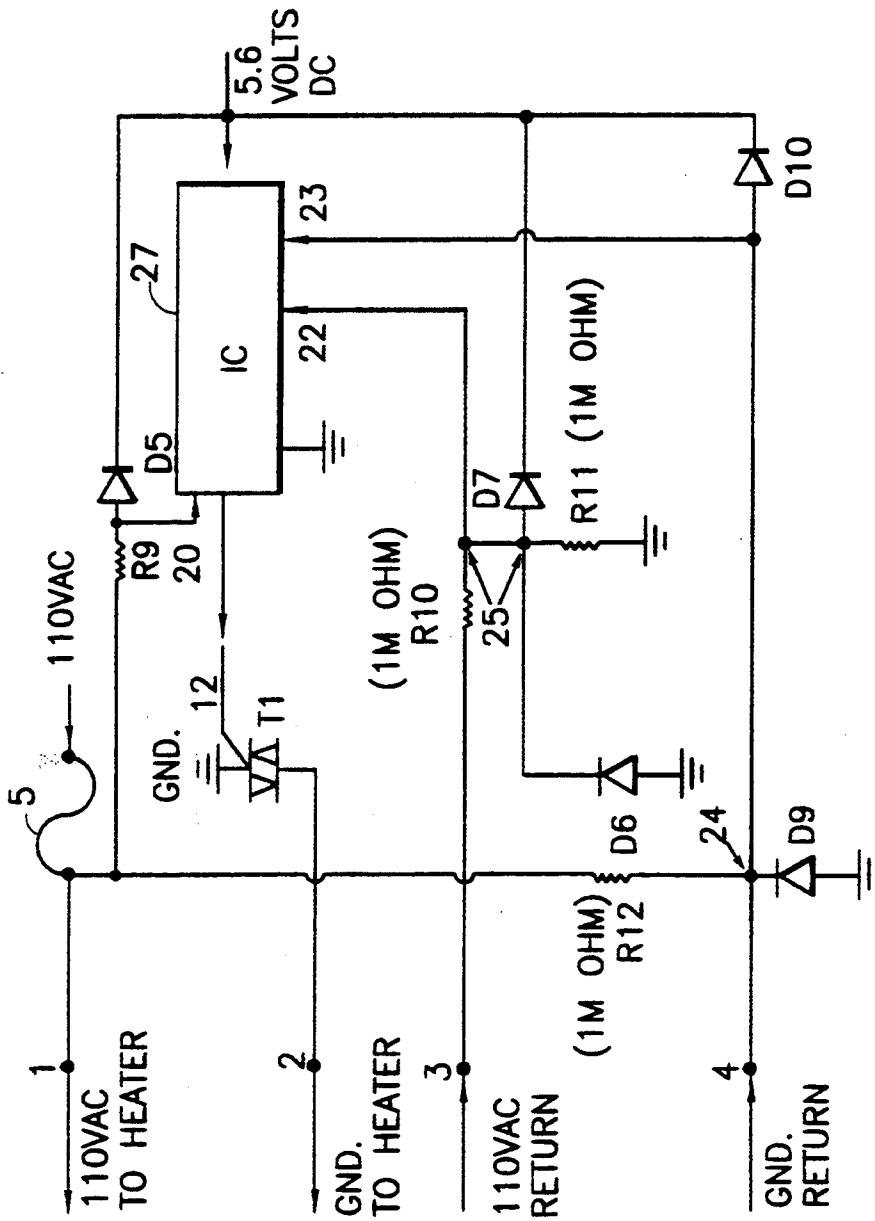 1
110VAC
TO HEATER
5
110VAC
R9
20
D5
27
5.6
VOLTS
DC
IC
22
23
GND.
12
T1
2
GND.
TO HEATER
3
110VAC
RETURN
(1M OHM)
R10
25
D7
R11 (1M OHM)
D6
(1M OHM)
R12
24
D9
D10
4
GND.
RETURN